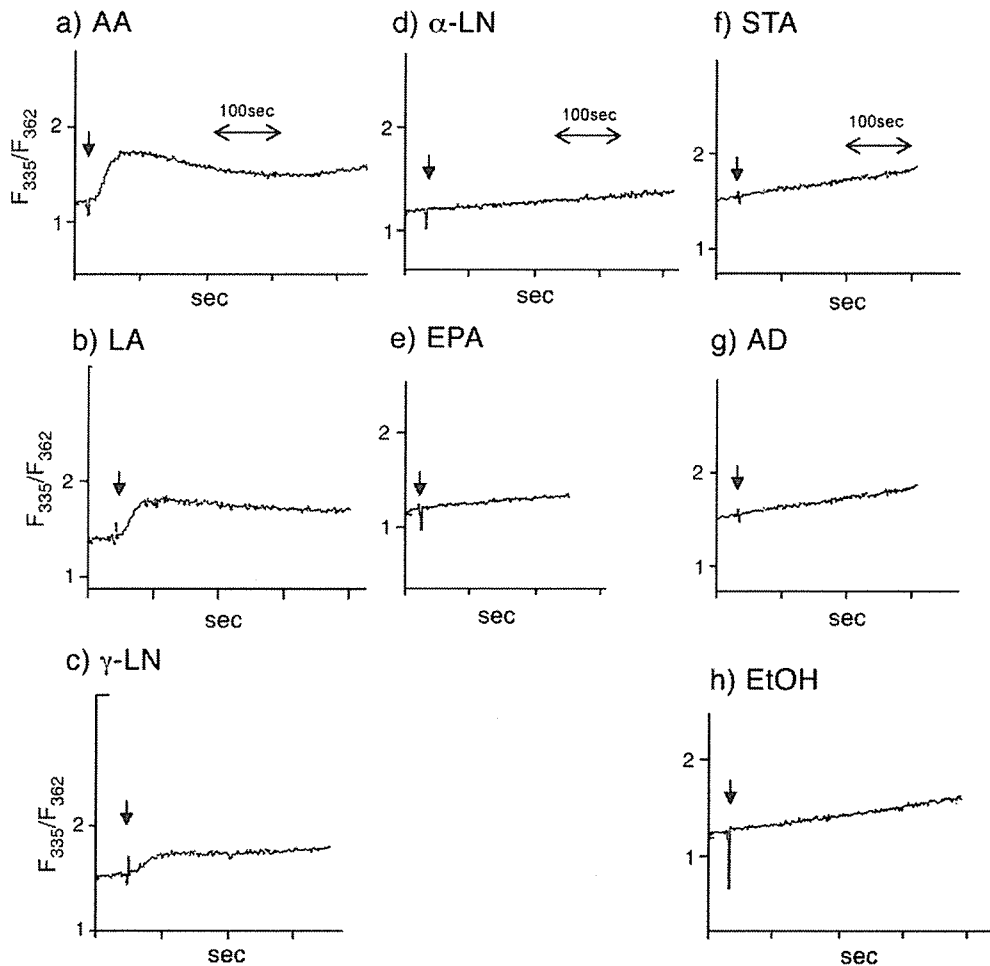 a) AA
F335/F362
2
1
100sec
sec
b) LA
F335/F362
2
1
sec
c) γ-LN
F335/F362
2
1
sec
d) α-LN
2
1
100sec
sec
e) EPA
2
1
sec
f) STA
2
1
100sec
sec
g) AD
2
1
sec
h) EtOH
2
1
sec